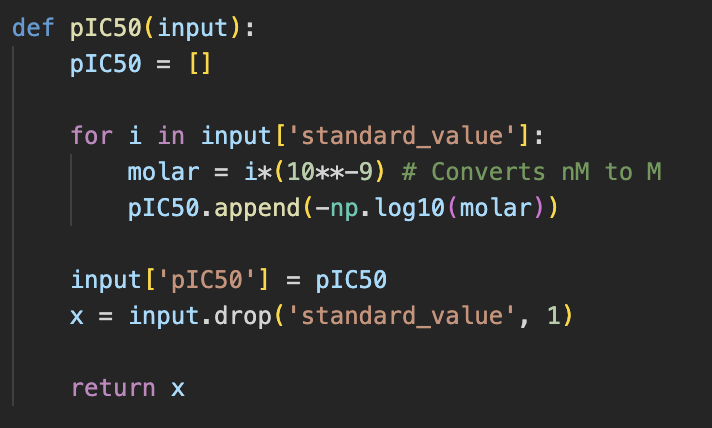 def pIC50(input):
    pIC50 = []

    for i in input['standard_value']:
        molar = i*(10**-9) # Converts nM to M
        pIC50.append(-np.log10(molar))

    input['pIC50'] = pIC50
    x = input.drop('standard_value', 1)

    return x